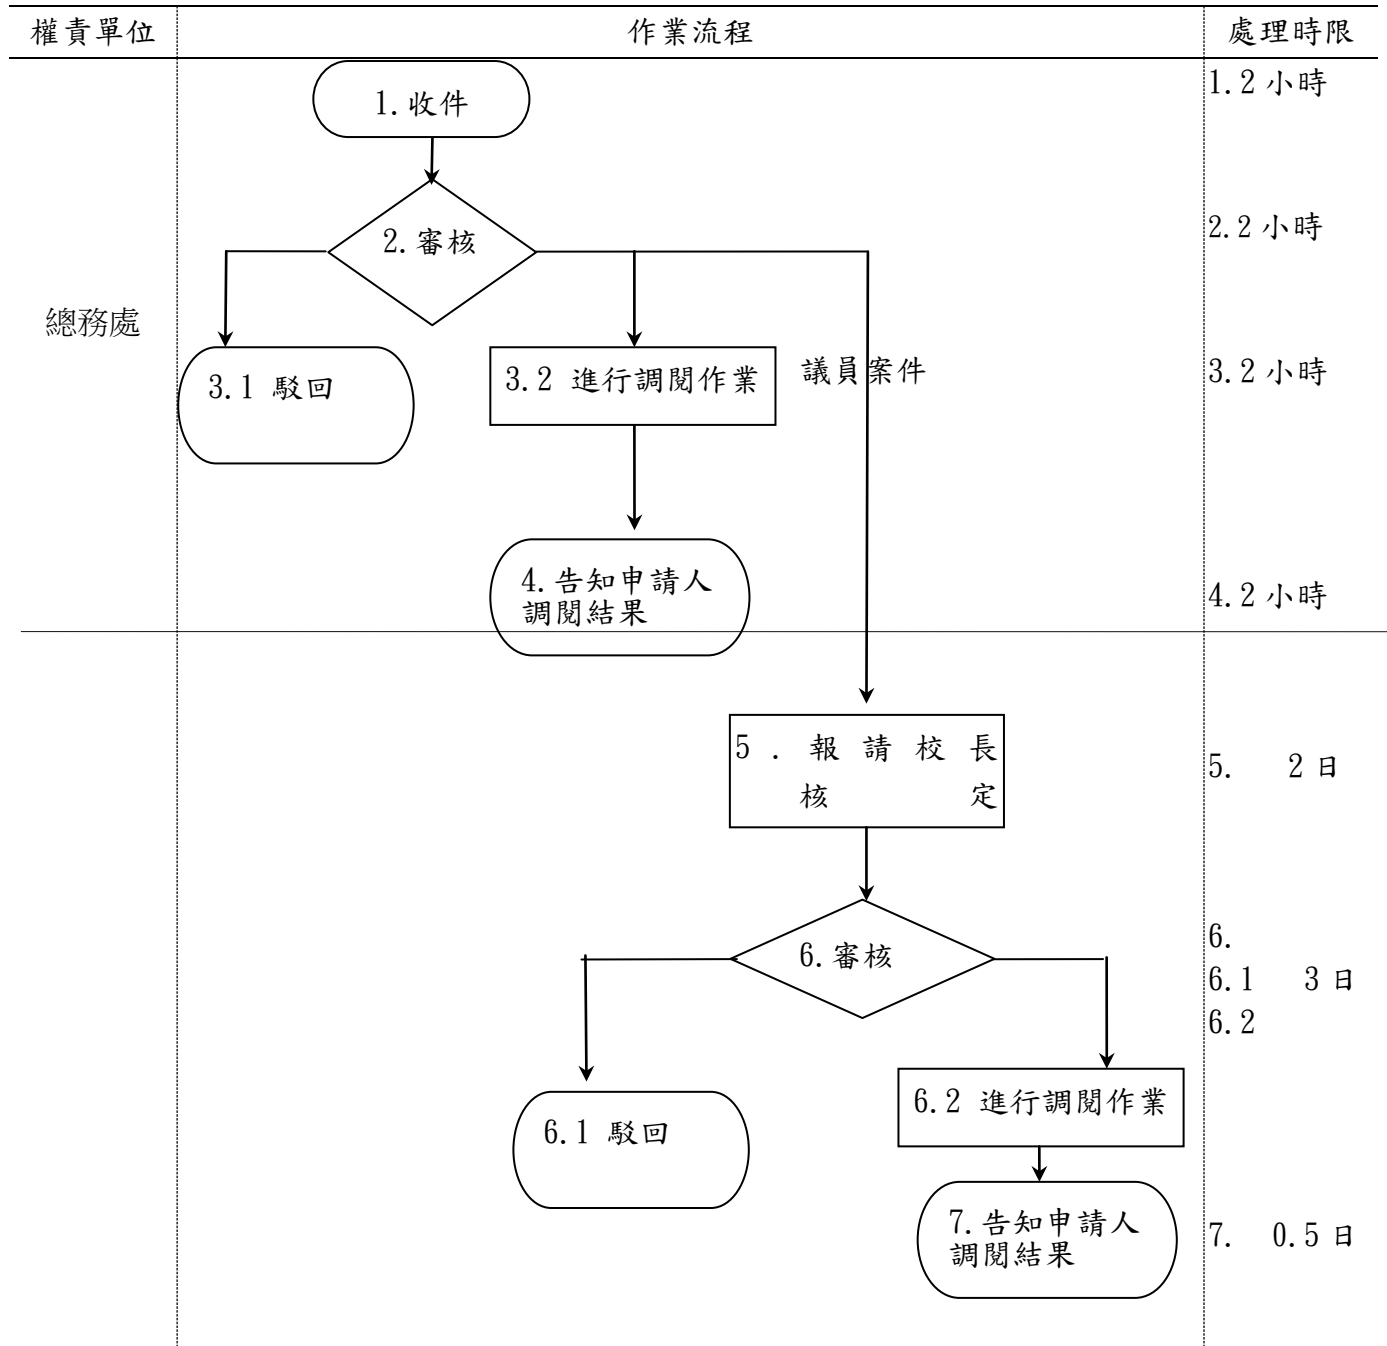 權責單位 作業流程 處理時限
1.收件 1.2小時
2.審核 2.2小時
總務處
3.1 駁回 3.2 進行調閱作業 議員案件 3.2小時
4.告知申請人 4.2小時
調閱結果
5.報請校長 5. 2日
核定
6.審核 6.
6.1 3日
6.2
6.1 駁回 6.2 進行調閱作業
7.告知申請人 7. 0.5日
調閱結果